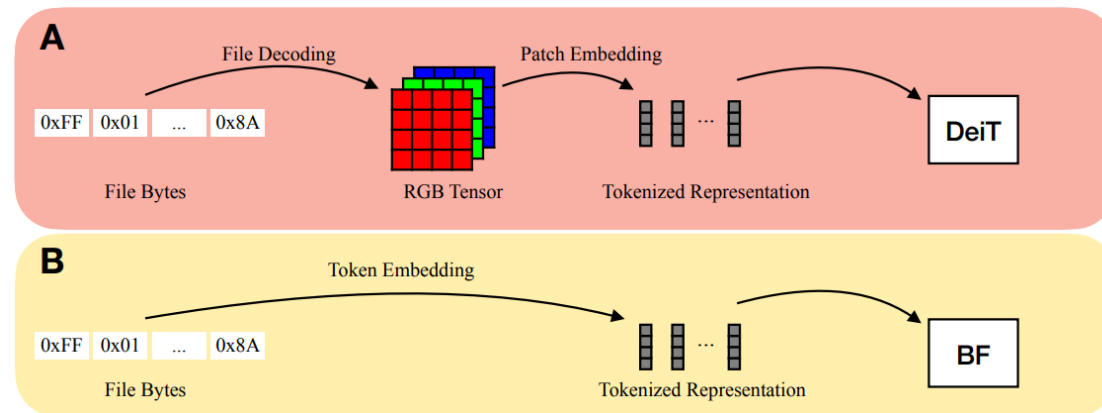 A
File Decoding
Patch Embedding
0xFF 0x01 ... 0x8A
...
DeiT
File Bytes
RGB Tensor
Tokenized Representation
B
Token Embedding
0xFF 0x01 ... 0x8A
...
BF
File Bytes
Tokenized Representation